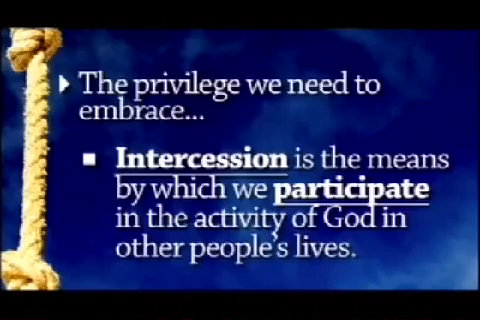 The privilege we need to
embrace...
Intercession is the means
by which we participate
in the activity of God in
other people's lives.